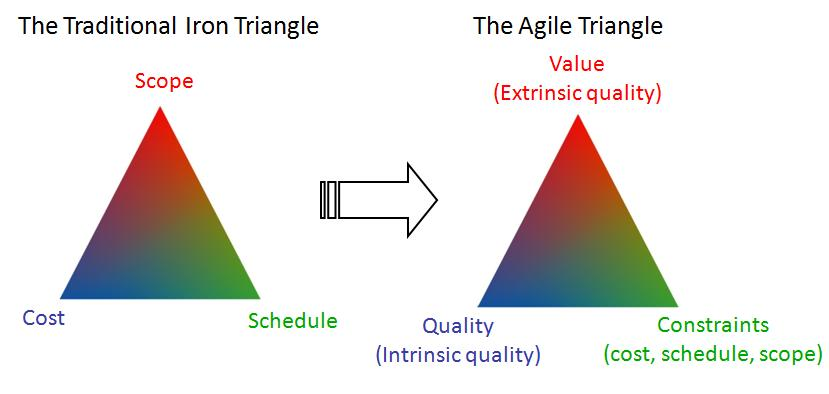 The Traditional Iron Triangle
Scope
Cost
Schedule
The Agile Triangle
Value
(Extrinsic quality)
Quality
(Intrinsic quality)
Constraints
(cost, schedule, scope)